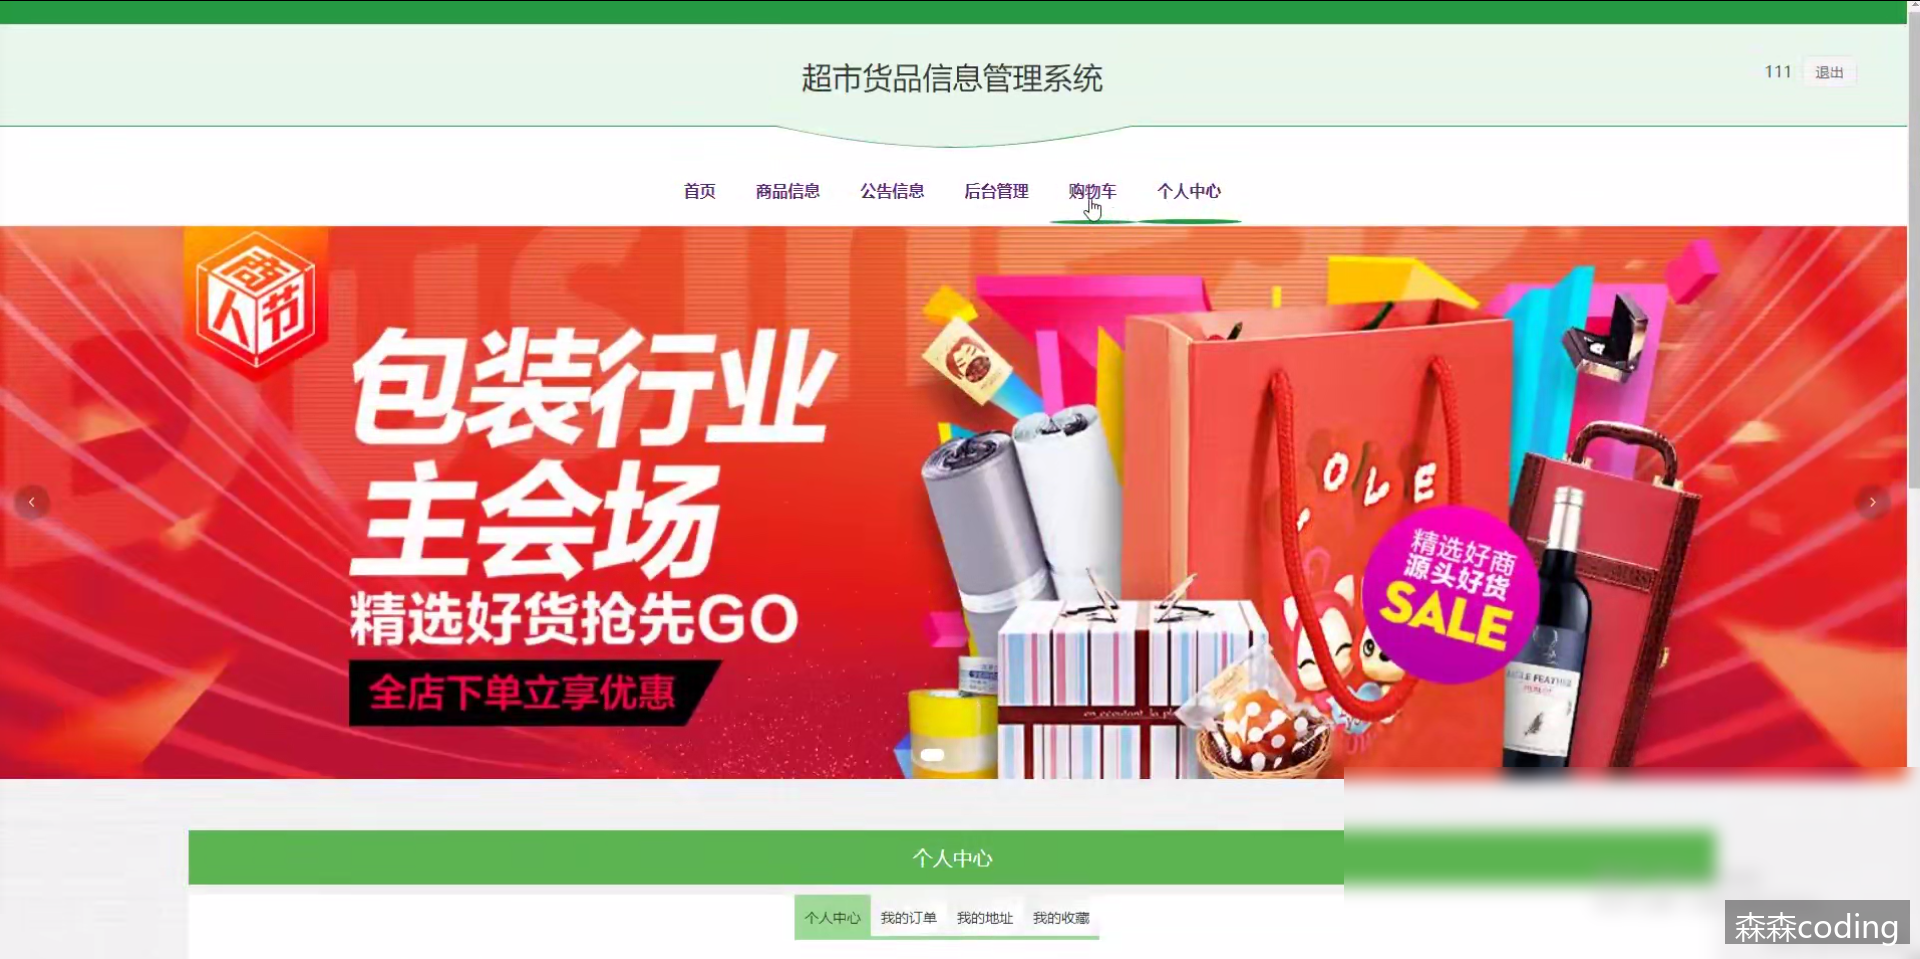 超市货品信息管理系统
111 退出
首页 商品信息 公告信息 后台管理 购物车 个人中心
商人节
包装行业
主会场
精选好货抢先GO
全店下单立享优惠
OLE
精选好商
源头好货
SALE
个人中心
个人中心 我的订单 我的地址 我的收藏
森森coding